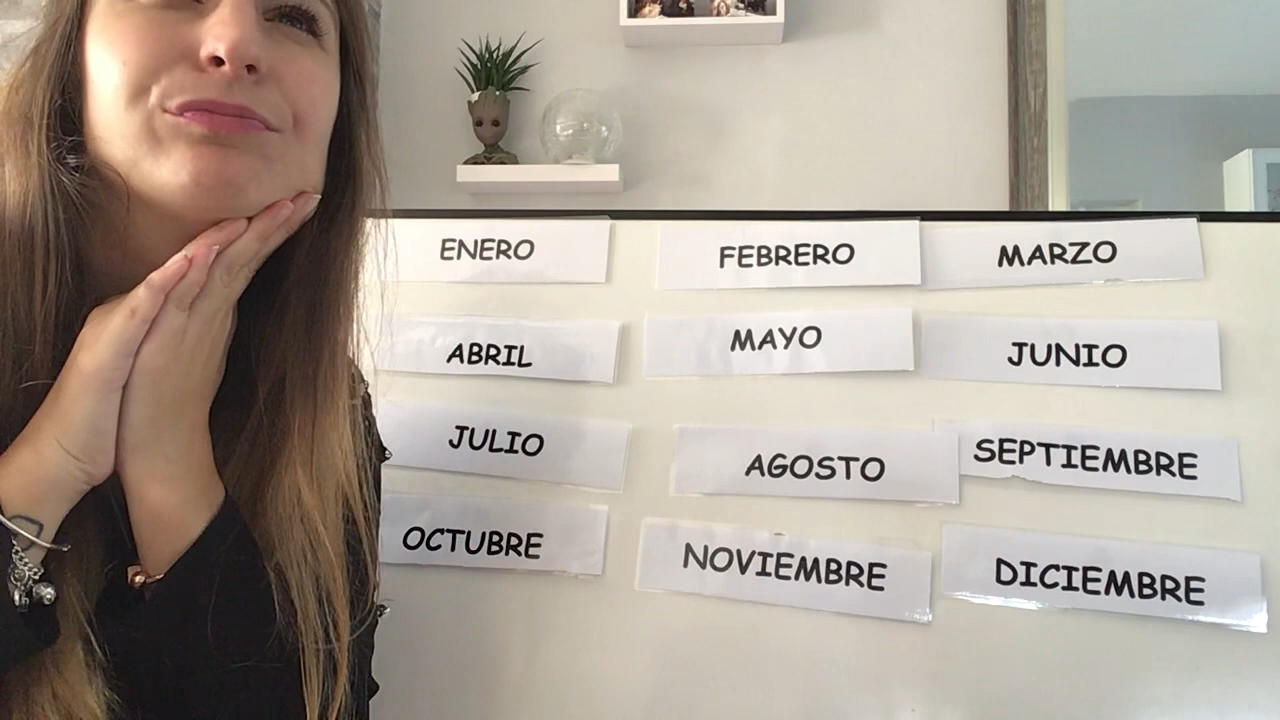 ENERO
FEBRERO
MARZO
ABRIL
MAYO
JUNIO
JULIO
AGOSTO
SEPTIEMBRE
OCTUBRE
NOVIEMBRE
DICIEMBRE